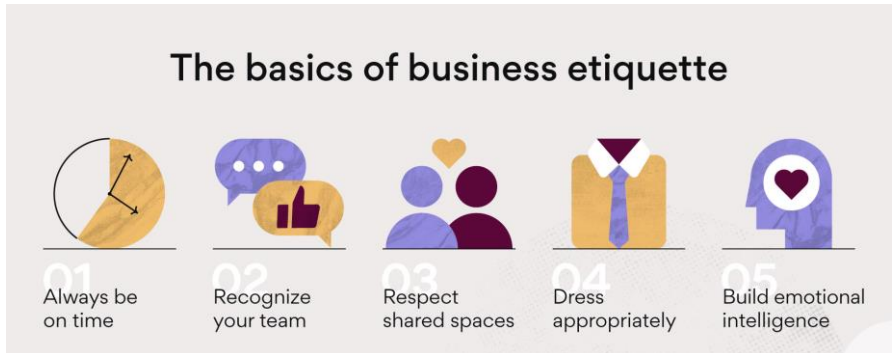 The basics of business etiquette
01
Always be
on time
02
Recognize
your team
03
Respect
shared spaces
04
Dress
appropriately
05
Build emotional
intelligence